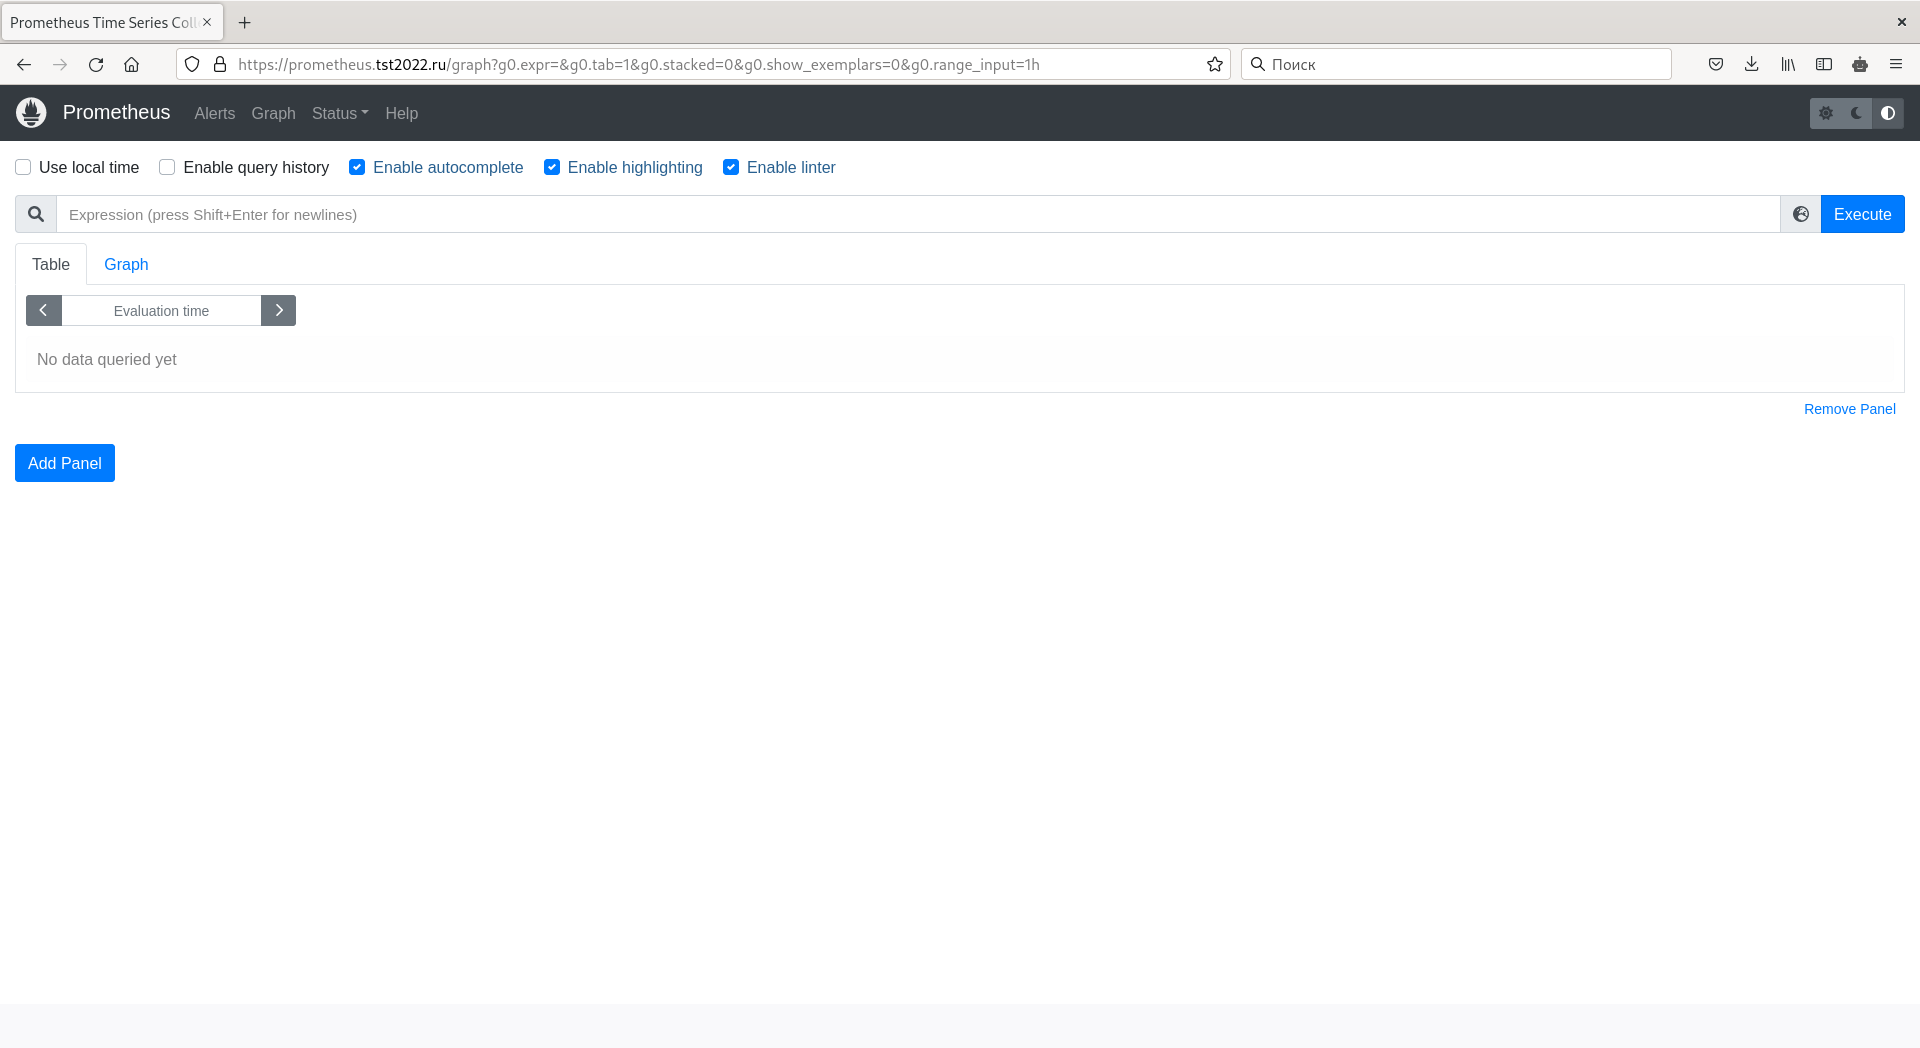 Prometheus Time Series Coll
https://prometheus.tst2022.ru/graph?g0.expr=&g0.tab=1&g0.stacked=0&g0.show_exemplars=0&g0.range_input=1h
Поиск
Prometheus Alerts Graph Status Help
Use local time Enable query history Enable autocomplete Enable highlighting Enable linter
Expression (press Shift+Enter for newlines)
Execute
Table Graph
Evaluation time
No data queried yet
Remove Panel
Add Panel